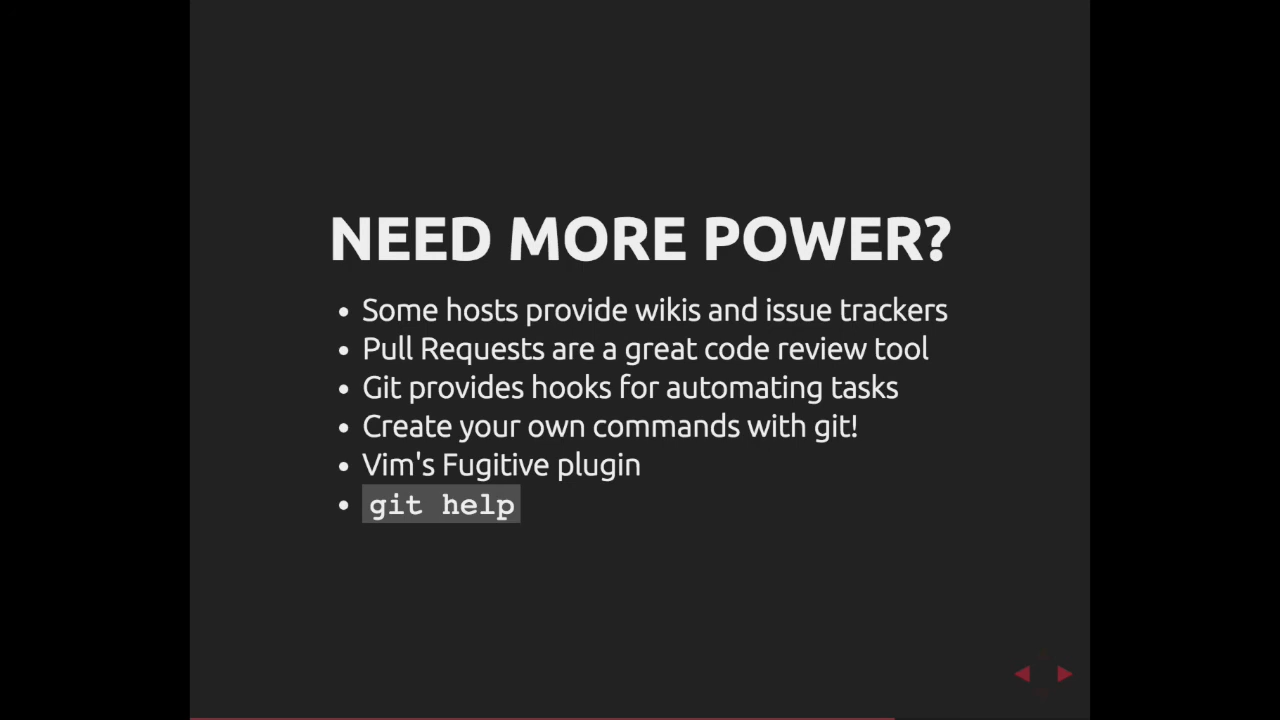 NEED MORE POWER?
Some hosts provide wikis and issue trackers
Pull Requests are a great code review tool
Git provides hooks for automating tasks
Create your own commands with git!
Vim's Fugitive plugin
git help